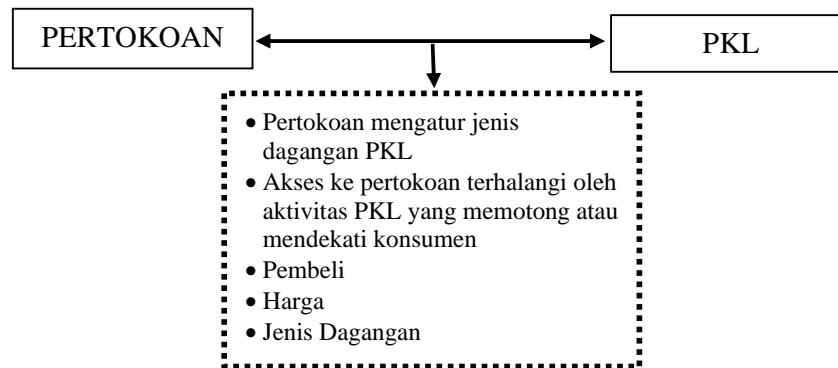 PERTOKOAN
PKL
• Pertokoan mengatur jenis
dagangan PKL
• Akses ke pertokoan terhalangi oleh
aktivitas PKL yang memotong atau
mendekati konsumen
• Pembeli
• Harga
• Jenis Dagangan